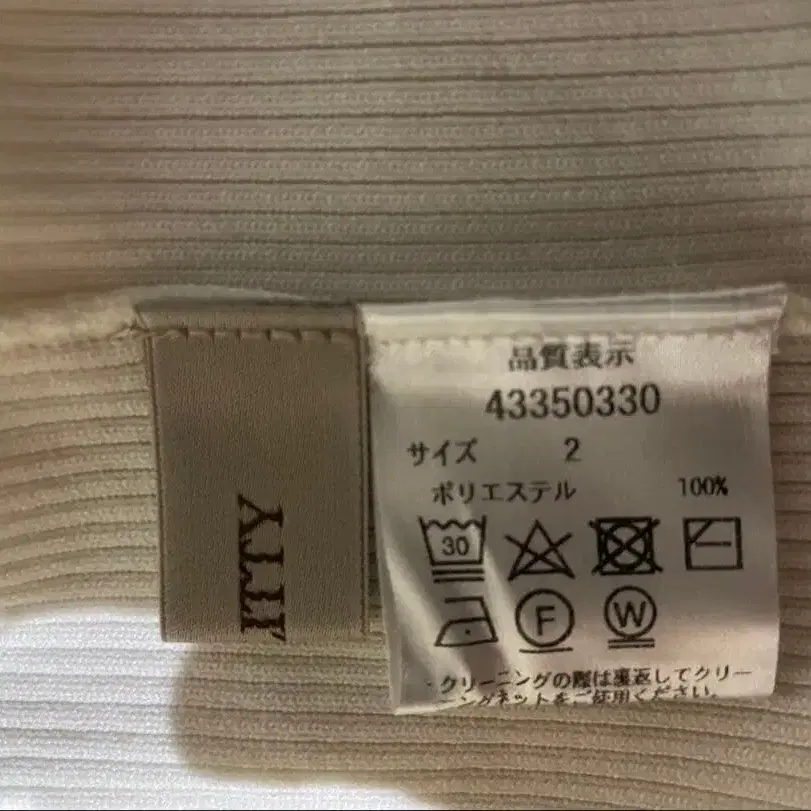 ITTY
品質表示
43350330
サイズ 2
ポリエステル 100%
30
F W
・クリーニングの際は裏返してクリー
ニングネットをご使用ください。